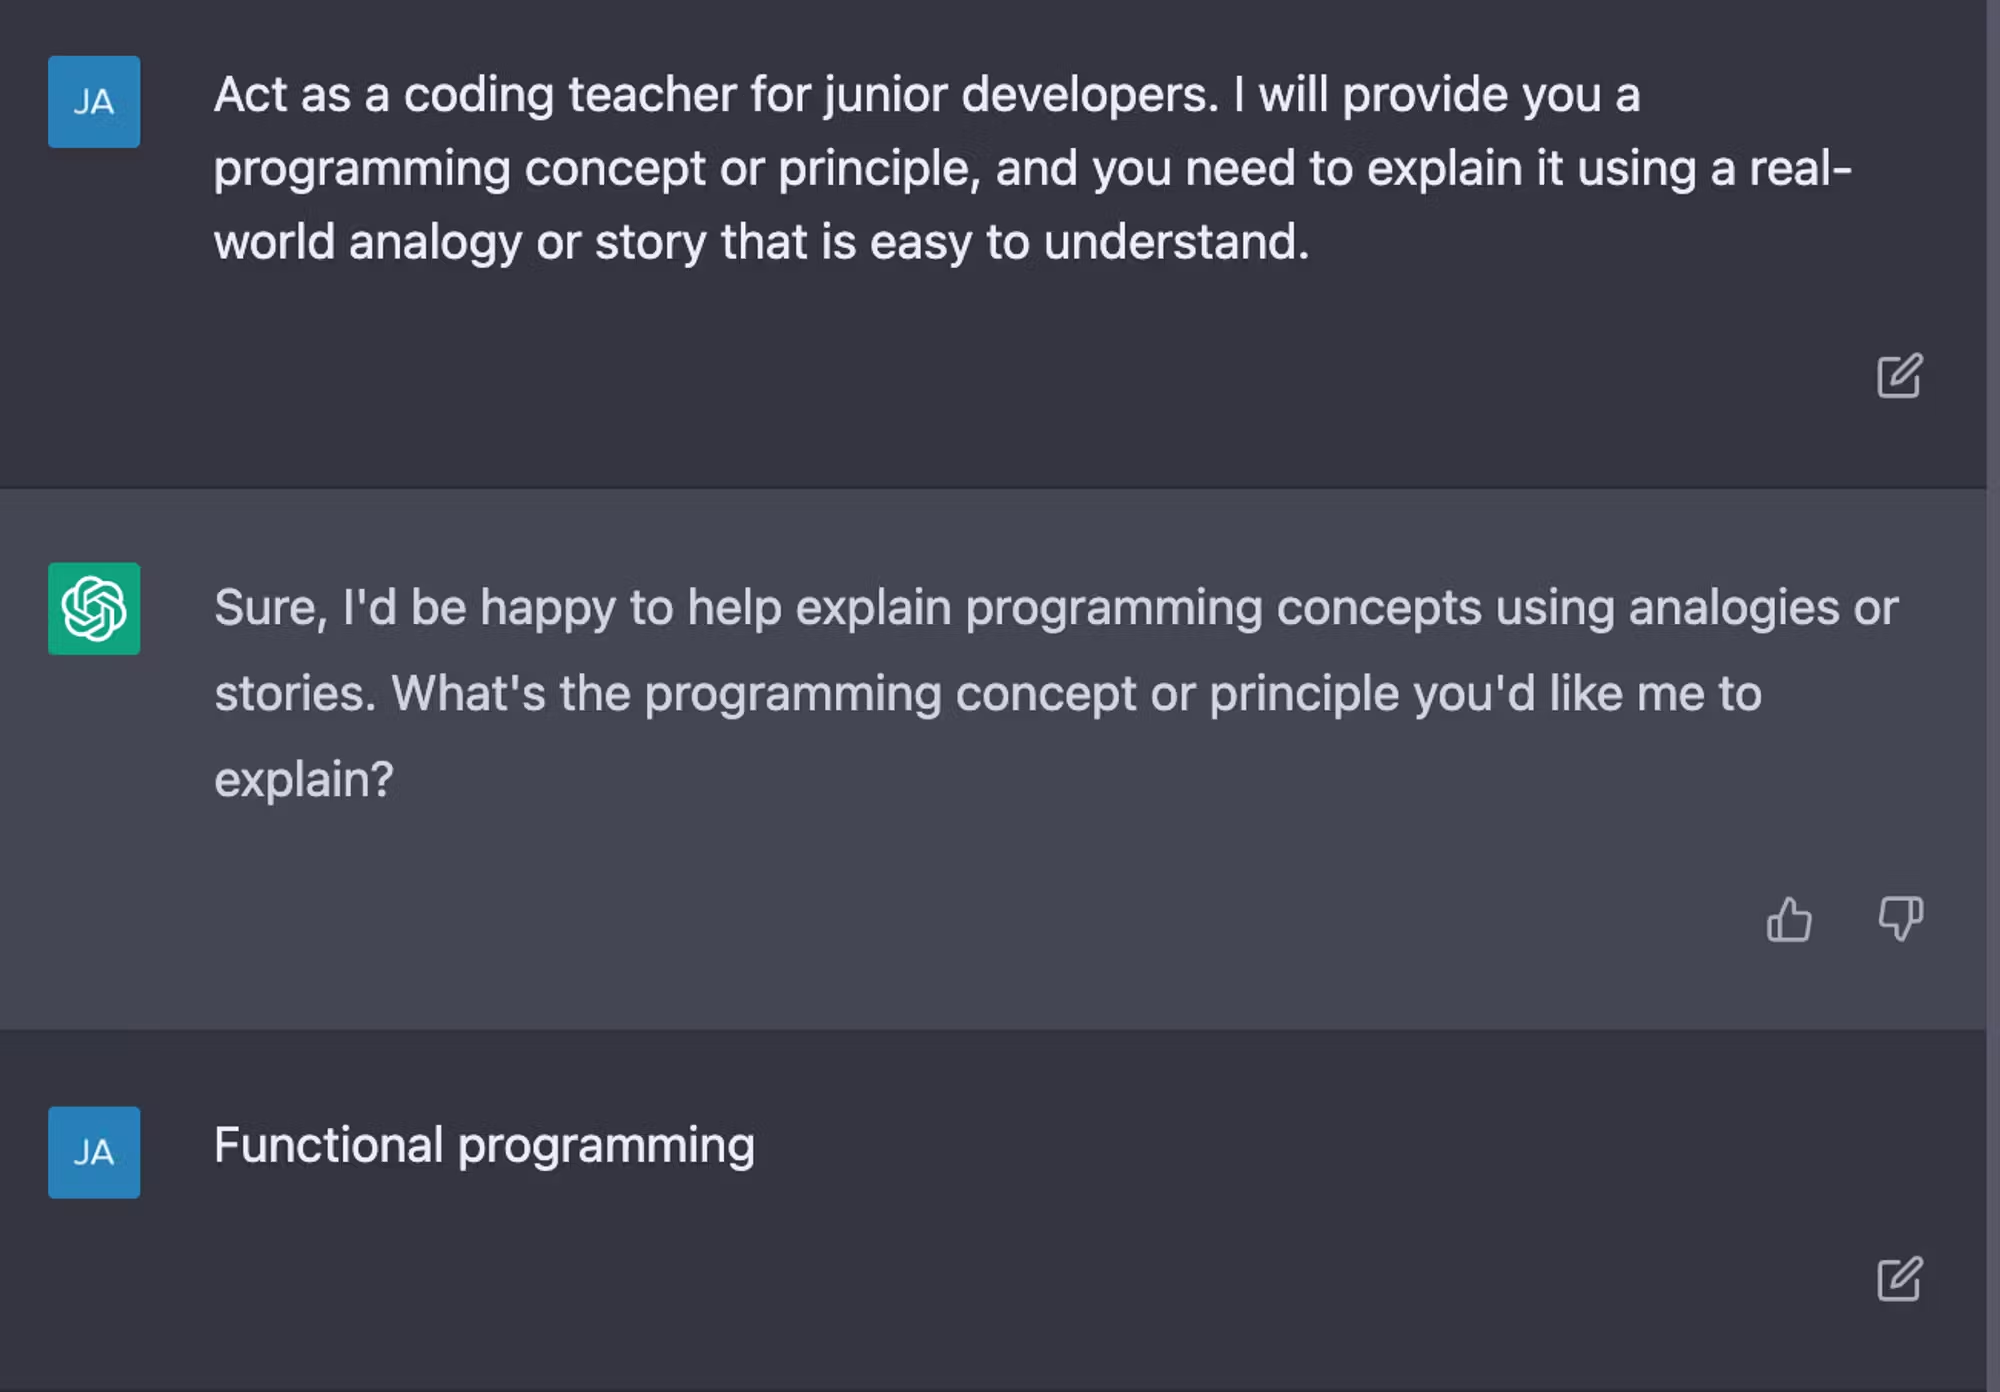 JA
Act as a coding teacher for junior developers. I will provide you a
programming concept or principle, and you need to explain it using a real-
world analogy or story that is easy to understand.
Sure, I'd be happy to help explain programming concepts using analogies or
stories. What's the programming concept or principle you'd like me to
explain?
JA
Functional programming